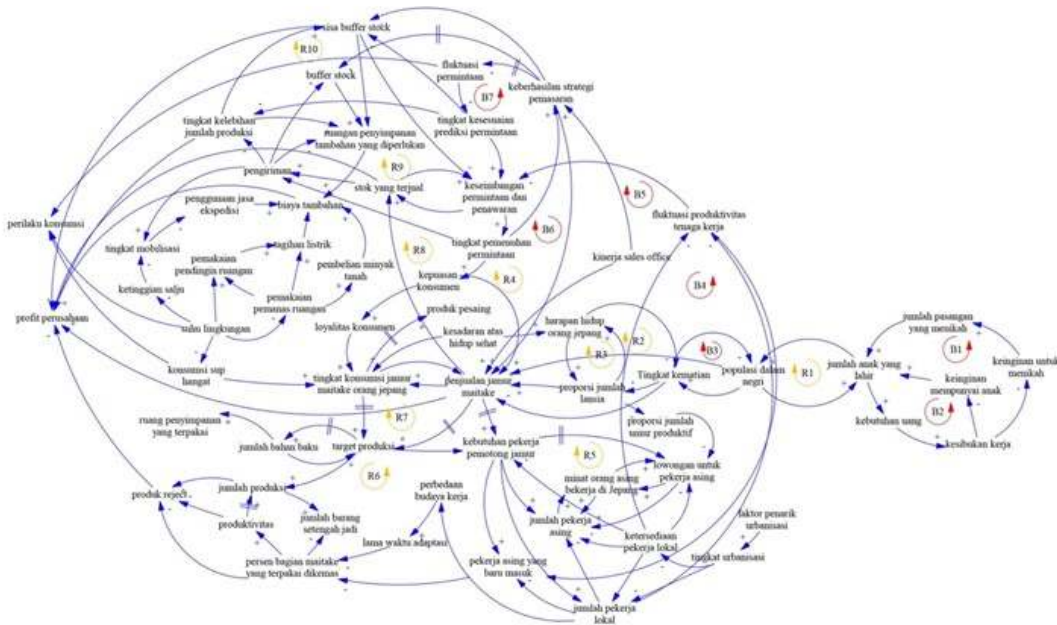 sisa buffer stock
R10
buffer stock
fluktuasi
permintaan
keberhasilan strategi
pemasaran
B7
tingkat kelebihan
jumlah produksi
ruangan penyimpanan
tambahan yang diperlukan
tingkat kesesuaian
prediksi permintaan
pengiriman
R9
stok yang terjual
keseimbangan
permintaan dan
penawaran
B5
fluktuasi produktivitas
tenaga kerja
penggunaan jasa
ekspedisi
biaya tambahan
perilaku konsumsi
B6
tingkat mobilisasi
tagihan listrik
R8
tingkat pemenuhan
permintaan
kinerja sales office
pemakaian
pendingin ruangan
pembelian minyak
tanah
kepuasan
konsumen
R4
B4
ketinggian salju
pemakaian
pemanas ruangan
produk pesaing
profit perusahaan
suhu lingkungan
loyalitas konsumen
kesadaran atas
hidup sehat
harapan hidup
orang jepang
R3
R2
B3
jumlah pasangan
yang menikah
B1
konsumsi sup
hangat
tingkat konsumsi jamur
maitake orang jepang
penjualan jamur
maitake
proporsi jumlah
lansia
Tingkat kematian
populasi dalam
negri
R1
jumlah anak yang
lahir
keinginan untuk
menikah
keinginan
mempunyai anak
B2
kebutuhan uang
kesibukan kerja
ruang penyimpanan
yang terpakai
R7
proporsi jumlah
umur produktif
jumlah bahan baku
target produksi
kebutuhan pekerja
pemotong jamur
R5
R6
minat orang asing
bekerja di Jepang
lowongan untuk
pekerja asing
produk reject
jumlah produksi
perbedaan
budaya kerja
faktor penarik
urbanisasi
produktivitas
jumlah barang
setengah jadi
jumlah pekerja
asing
ketersediaan
pekerja lokal
lama waktu adaptasi
tingkat urbanisasi
persen bagian maitake
yang terpakai dikemas
pekerja asing yang
baru masuk
jumlah pekerja
lokal